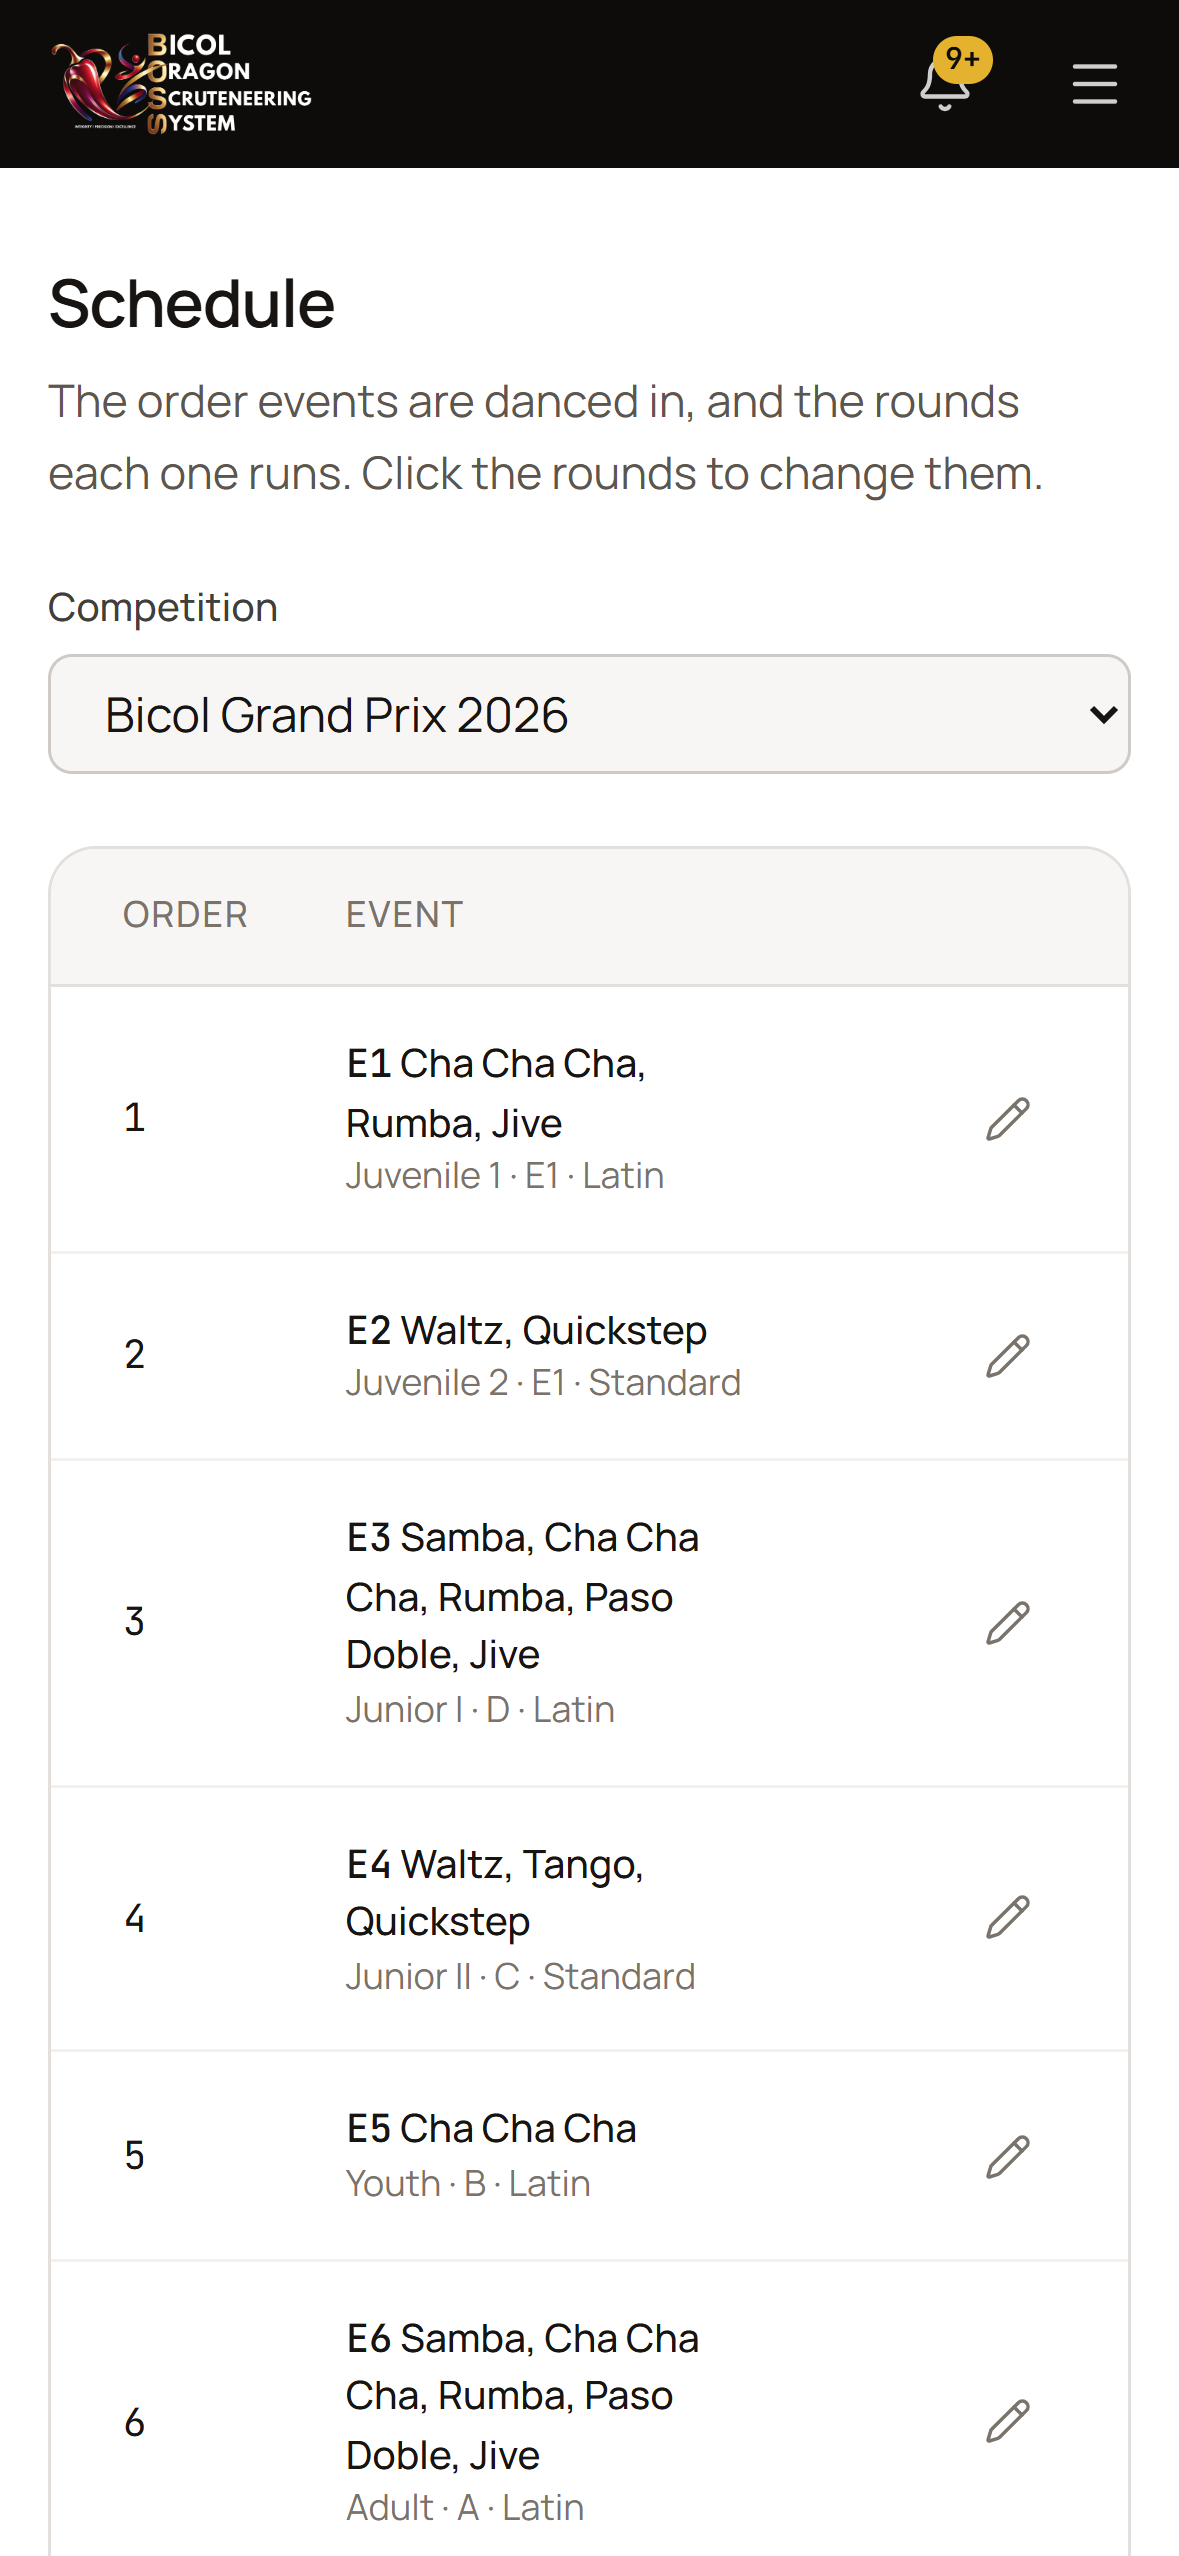 BICOL
ORAGON
SCRUTENEERING
SYSTEM
INTEGRITY | PRECISION | EXCELLENCE
9+
Schedule
The order events are danced in, and the rounds
each one runs. Click the rounds to change them.
Competition
Bicol Grand Prix 2026
ORDER EVENT
1
E1 Cha Cha Cha,
Rumba, Jive
Juvenile 1 · E1 · Latin
2
E2 Waltz, Quickstep
Juvenile 2 · E1 · Standard
3
E3 Samba, Cha Cha
Cha, Rumba, Paso
Doble, Jive
Junior I · D · Latin
4
E4 Waltz, Tango,
Quickstep
Junior II · C · Standard
5
E5 Cha Cha Cha
Youth · B · Latin
6
E6 Samba, Cha Cha
Cha, Rumba, Paso
Doble, Jive
Adult · A · Latin